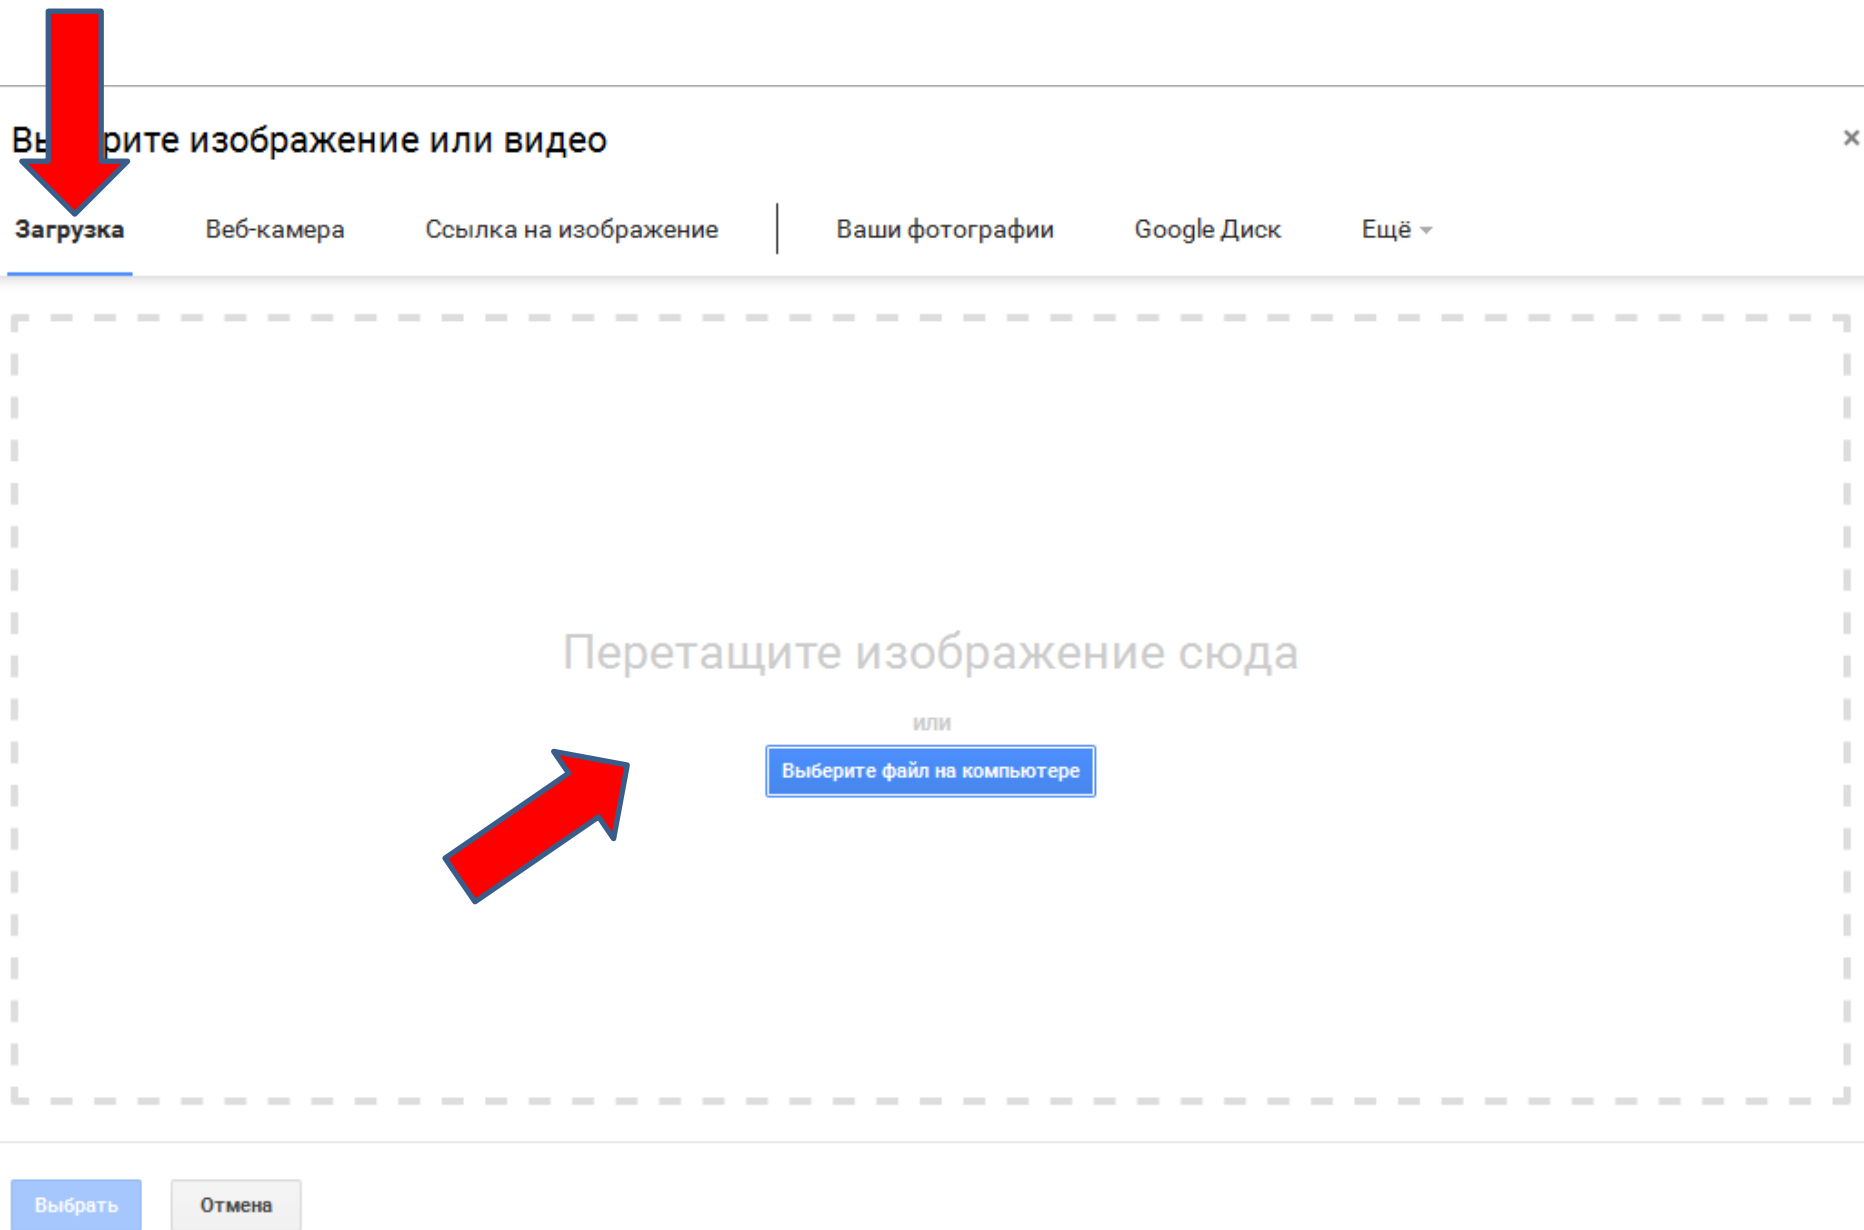 Выберите изображение или видео
Загрузка Веб-камера Ссылка на изображение Ваши фотографии Google Диск Ещё
Перетащите изображение сюда
или
Выберите файл на компьютере
Выбрать Отмена